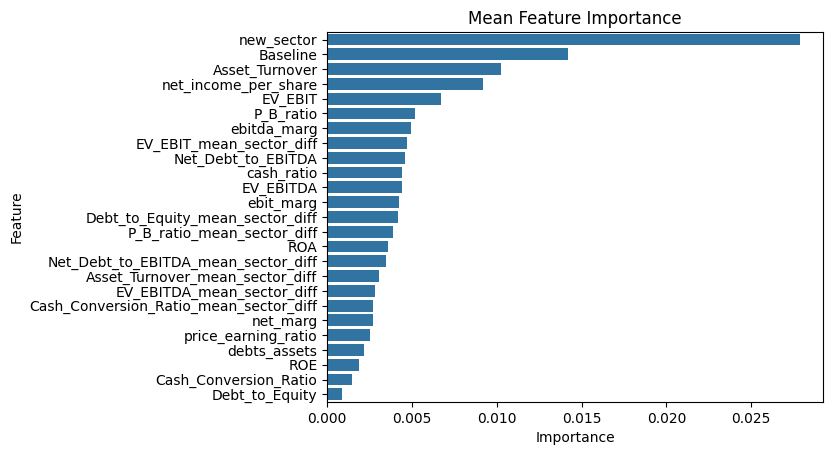 Mean Feature Importance
Feature
new_sector
Baseline
Asset_Turnover
net_income_per_share
EV_EBIT
P_B_ratio
ebitda_marg
EV_EBIT_mean_sector_diff
Net_Debt_to_EBITDA
cash_ratio
EV_EBITDA
ebit_marg
Debt_to_Equity_mean_sector_diff
P_B_ratio_mean_sector_diff
ROA
Net_Debt_to_EBITDA_mean_sector_diff
Asset_Turnover_mean_sector_diff
EV_EBITDA_mean_sector_diff
Cash_Conversion_Ratio_mean_sector_diff
net_marg
price_earning_ratio
debts_assets
ROE
Cash_Conversion_Ratio
Debt_to_Equity
0.000 0.005 0.010 0.015 0.020 0.025
Importance